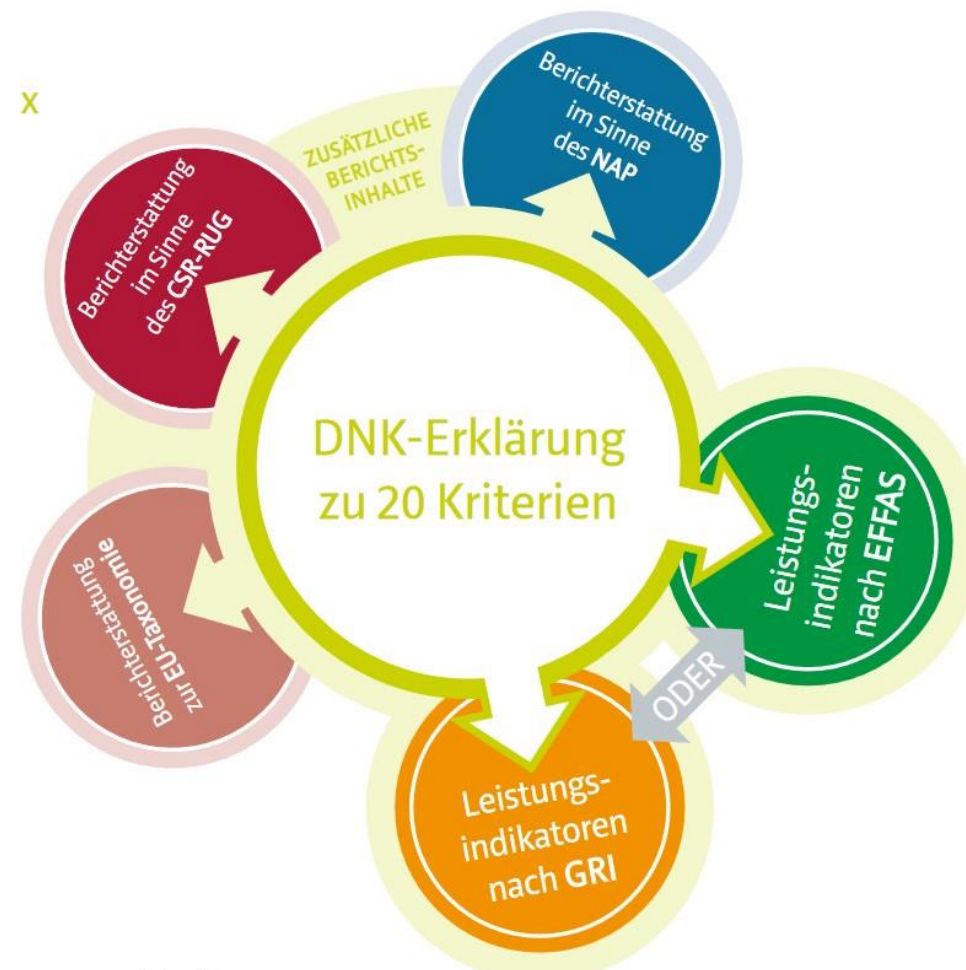 X
ZUSÄTZLICHE
BERICHTS-
INHALTE
Berichterstattung
im Sinne
des NAP
Berichterstattung
im Sinne
des CSR-RUG
DNK-Erklärung
zu 20 Kriterien
Leistungs-
indikatoren
nach EFFAS
Berichterstattung
zur EU-Taxonomie
ODER
Leistungs-
indikatoren
nach GRI